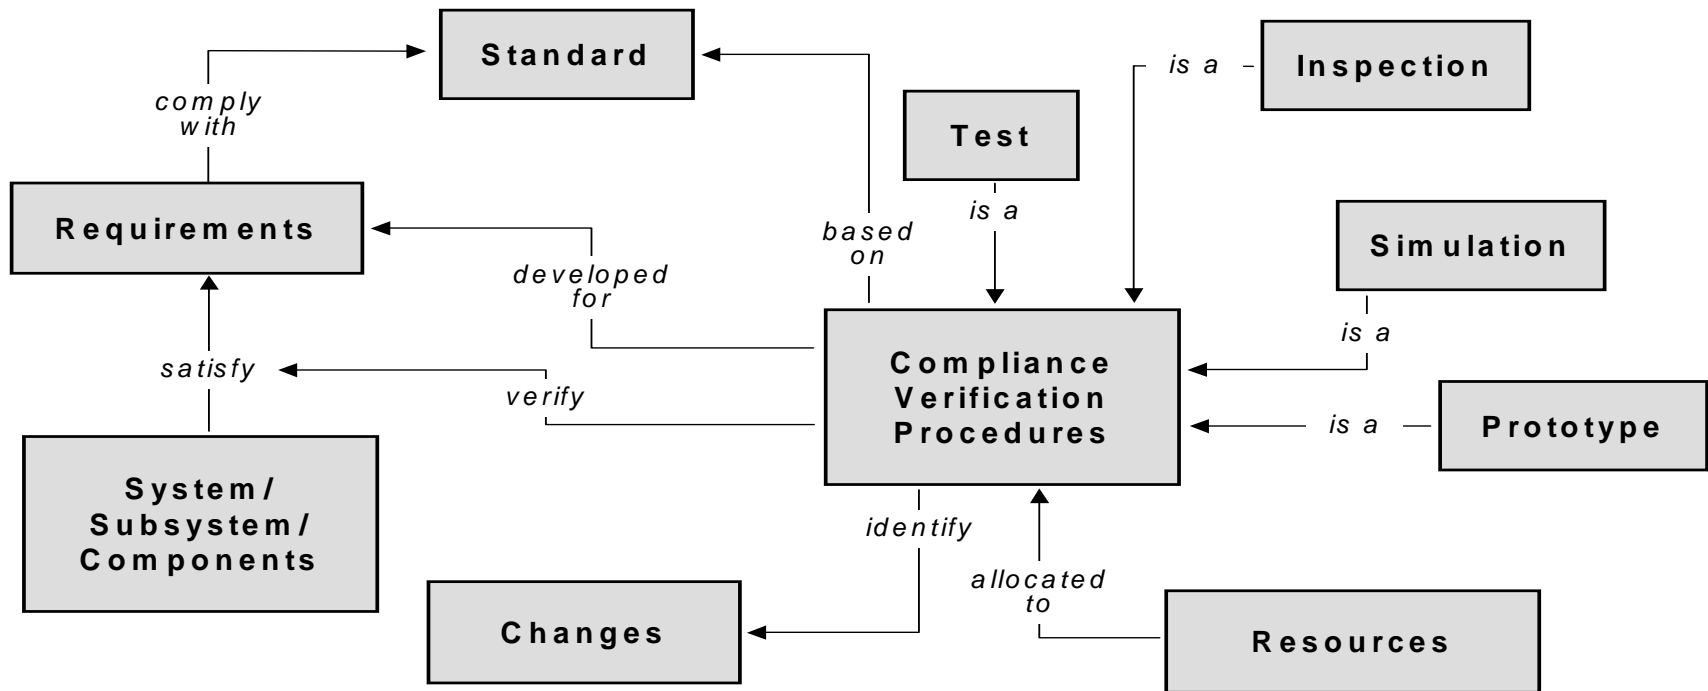 Standard
Inspection
is a
comply
with
Test
Requirements
is a
based
on
Simulation
developed
for
is a
satisfy
verify
Compliance
Verification
Procedures
is a
Prototype
System/
Subsystem/
Components
identify
allocated
to
Changes
Resources